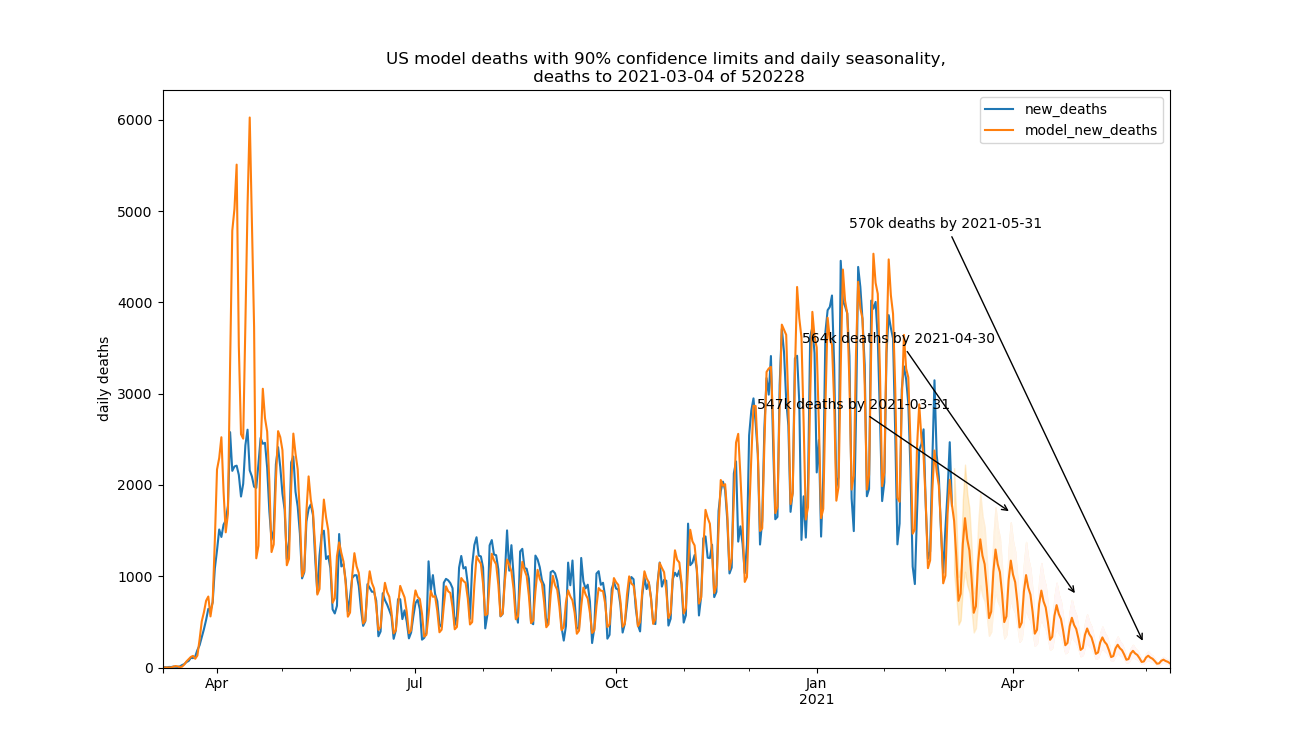 US model deaths with 90% confidence limits and daily seasonality,
deaths to 2021-03-04 of 520228
new_deaths
model_new_deaths
6000
5000
4000
3000
2000
1000
0
daily deaths
570k deaths by 2021-05-31
564k deaths by 2021-04-30
547k deaths by 2021-03-31
Apr
Jul
Oct
Jan
2021
Apr